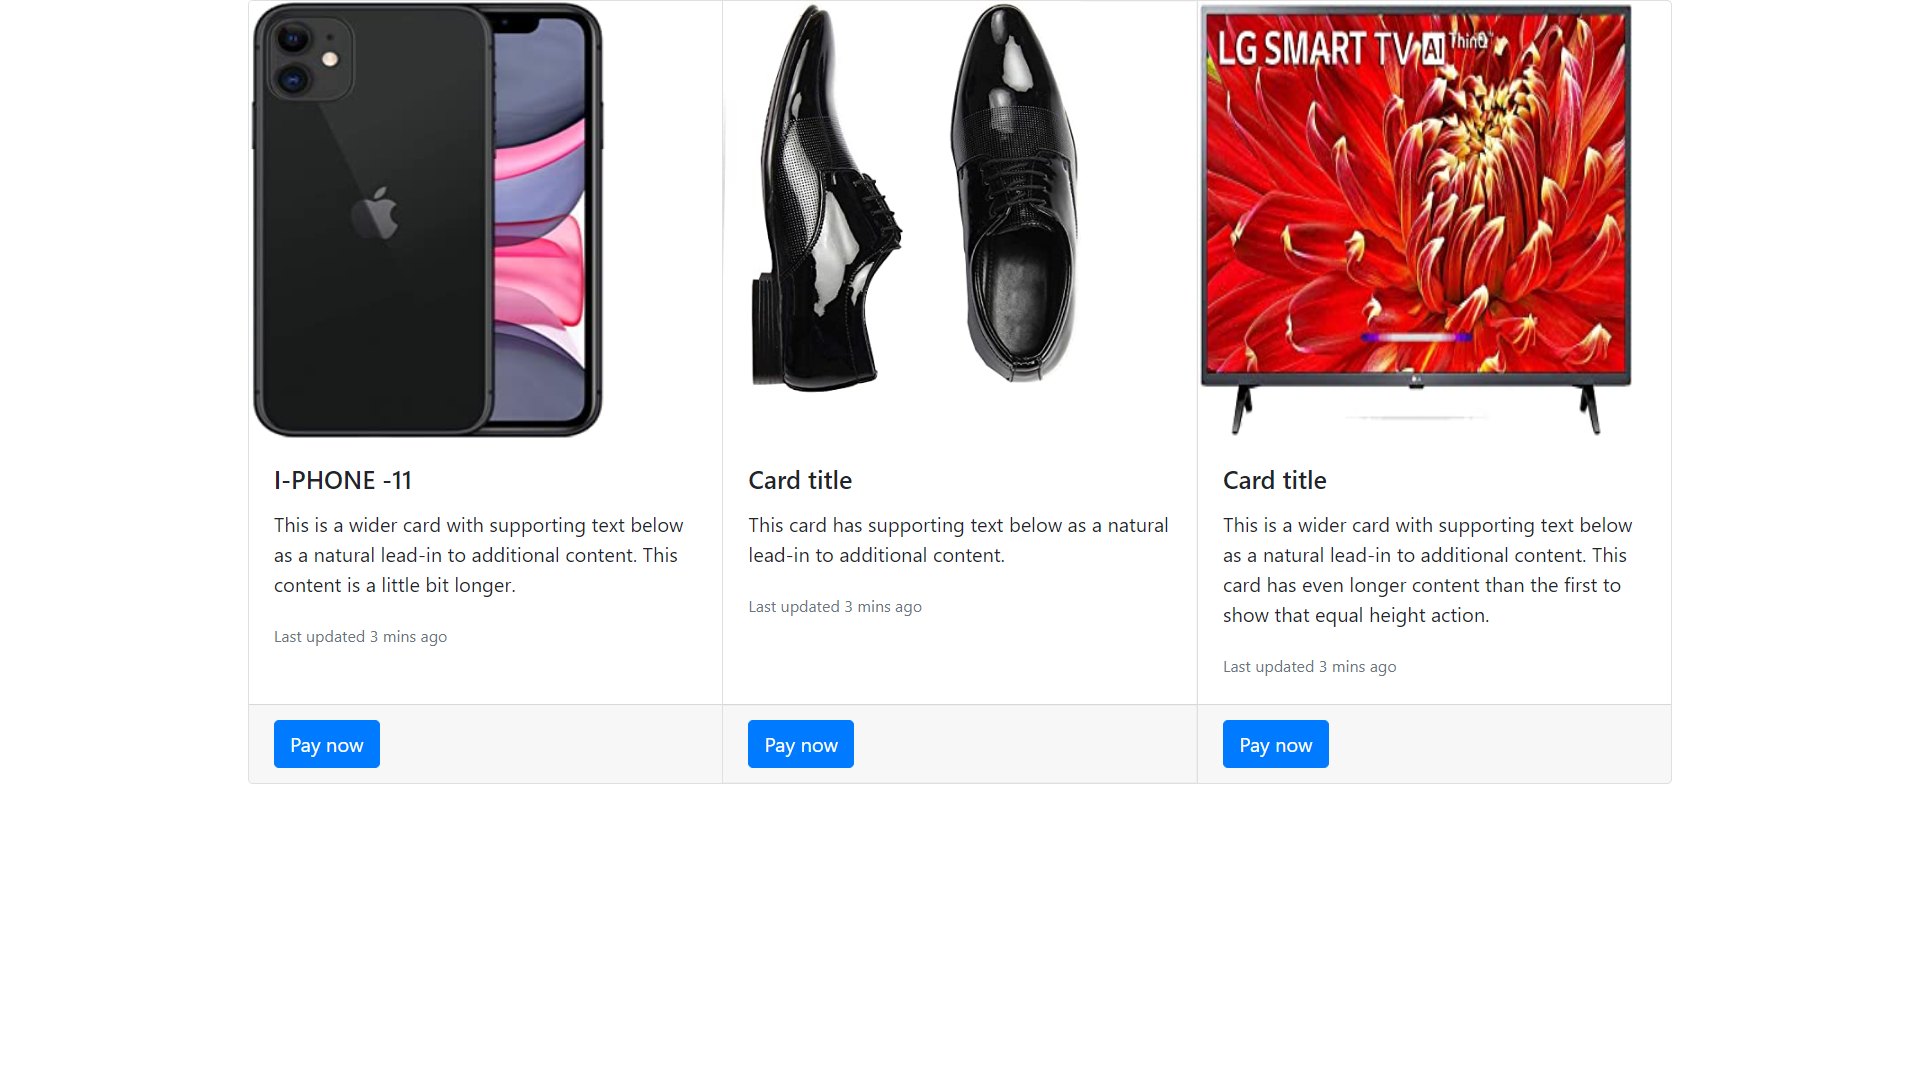 LG SMART TV AI ThinQ
I-PHONE -11
This is a wider card with supporting text below
as a natural lead-in to additional content. This
content is a little bit longer.
Last updated 3 mins ago
Pay now
Card title
This card has supporting text below as a natural
lead-in to additional content.
Last updated 3 mins ago
Pay now
Card title
This is a wider card with supporting text below
as a natural lead-in to additional content. This
card has even longer content than the first to
show that equal height action.
Last updated 3 mins ago
Pay now